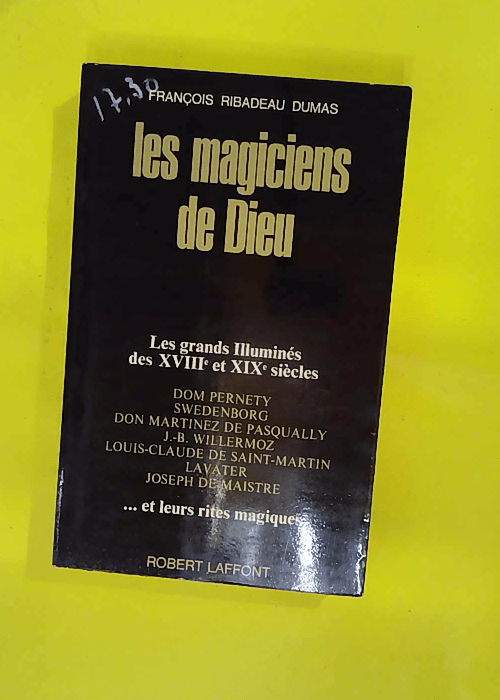 17,30
FRANÇOIS RIBADEAU DUMAS
les magiciens
de Dieu
Les grands Illuminés
des XVIIIe et XIXe siècles
DOM PERNETY
SWEDENBORG
DON MARTINEZ DE PASQUALLY
J.-B. WILLERMOZ
LOUIS-CLAUDE DE SAINT-MARTIN
LAVATER
JOSEPH DE MAISTRE
... et leurs rites magiques
ROBERT LAFFONT